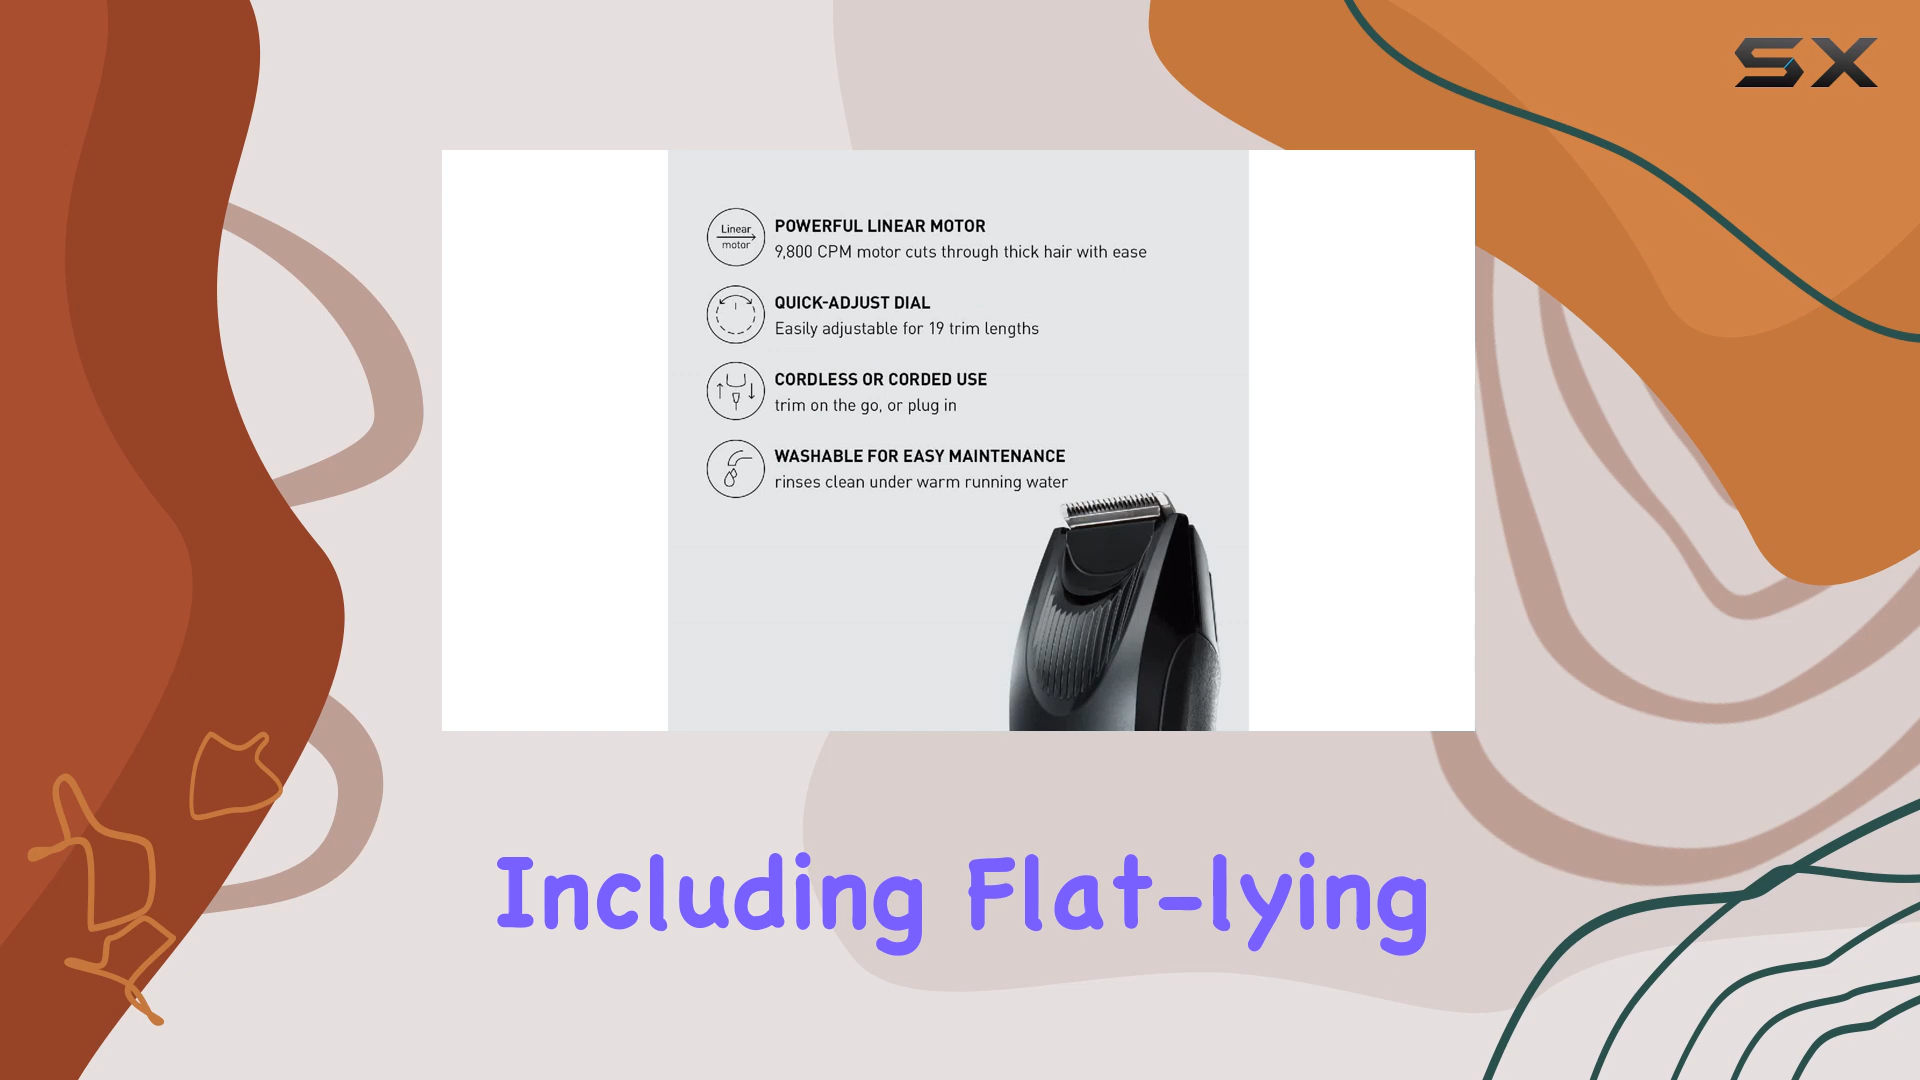 SX
Linear
motor
POWERFUL LINEAR MOTOR
9,800 CPM motor cuts through thick hair with ease
QUICK-ADJUST DIAL
Easily adjustable for 19 trim lengths
CORDLESS OR CORDED USE
trim on the go, or plug in
WASHABLE FOR EASY MAINTENANCE
rinses clean under warm running water
Including Flat-lying